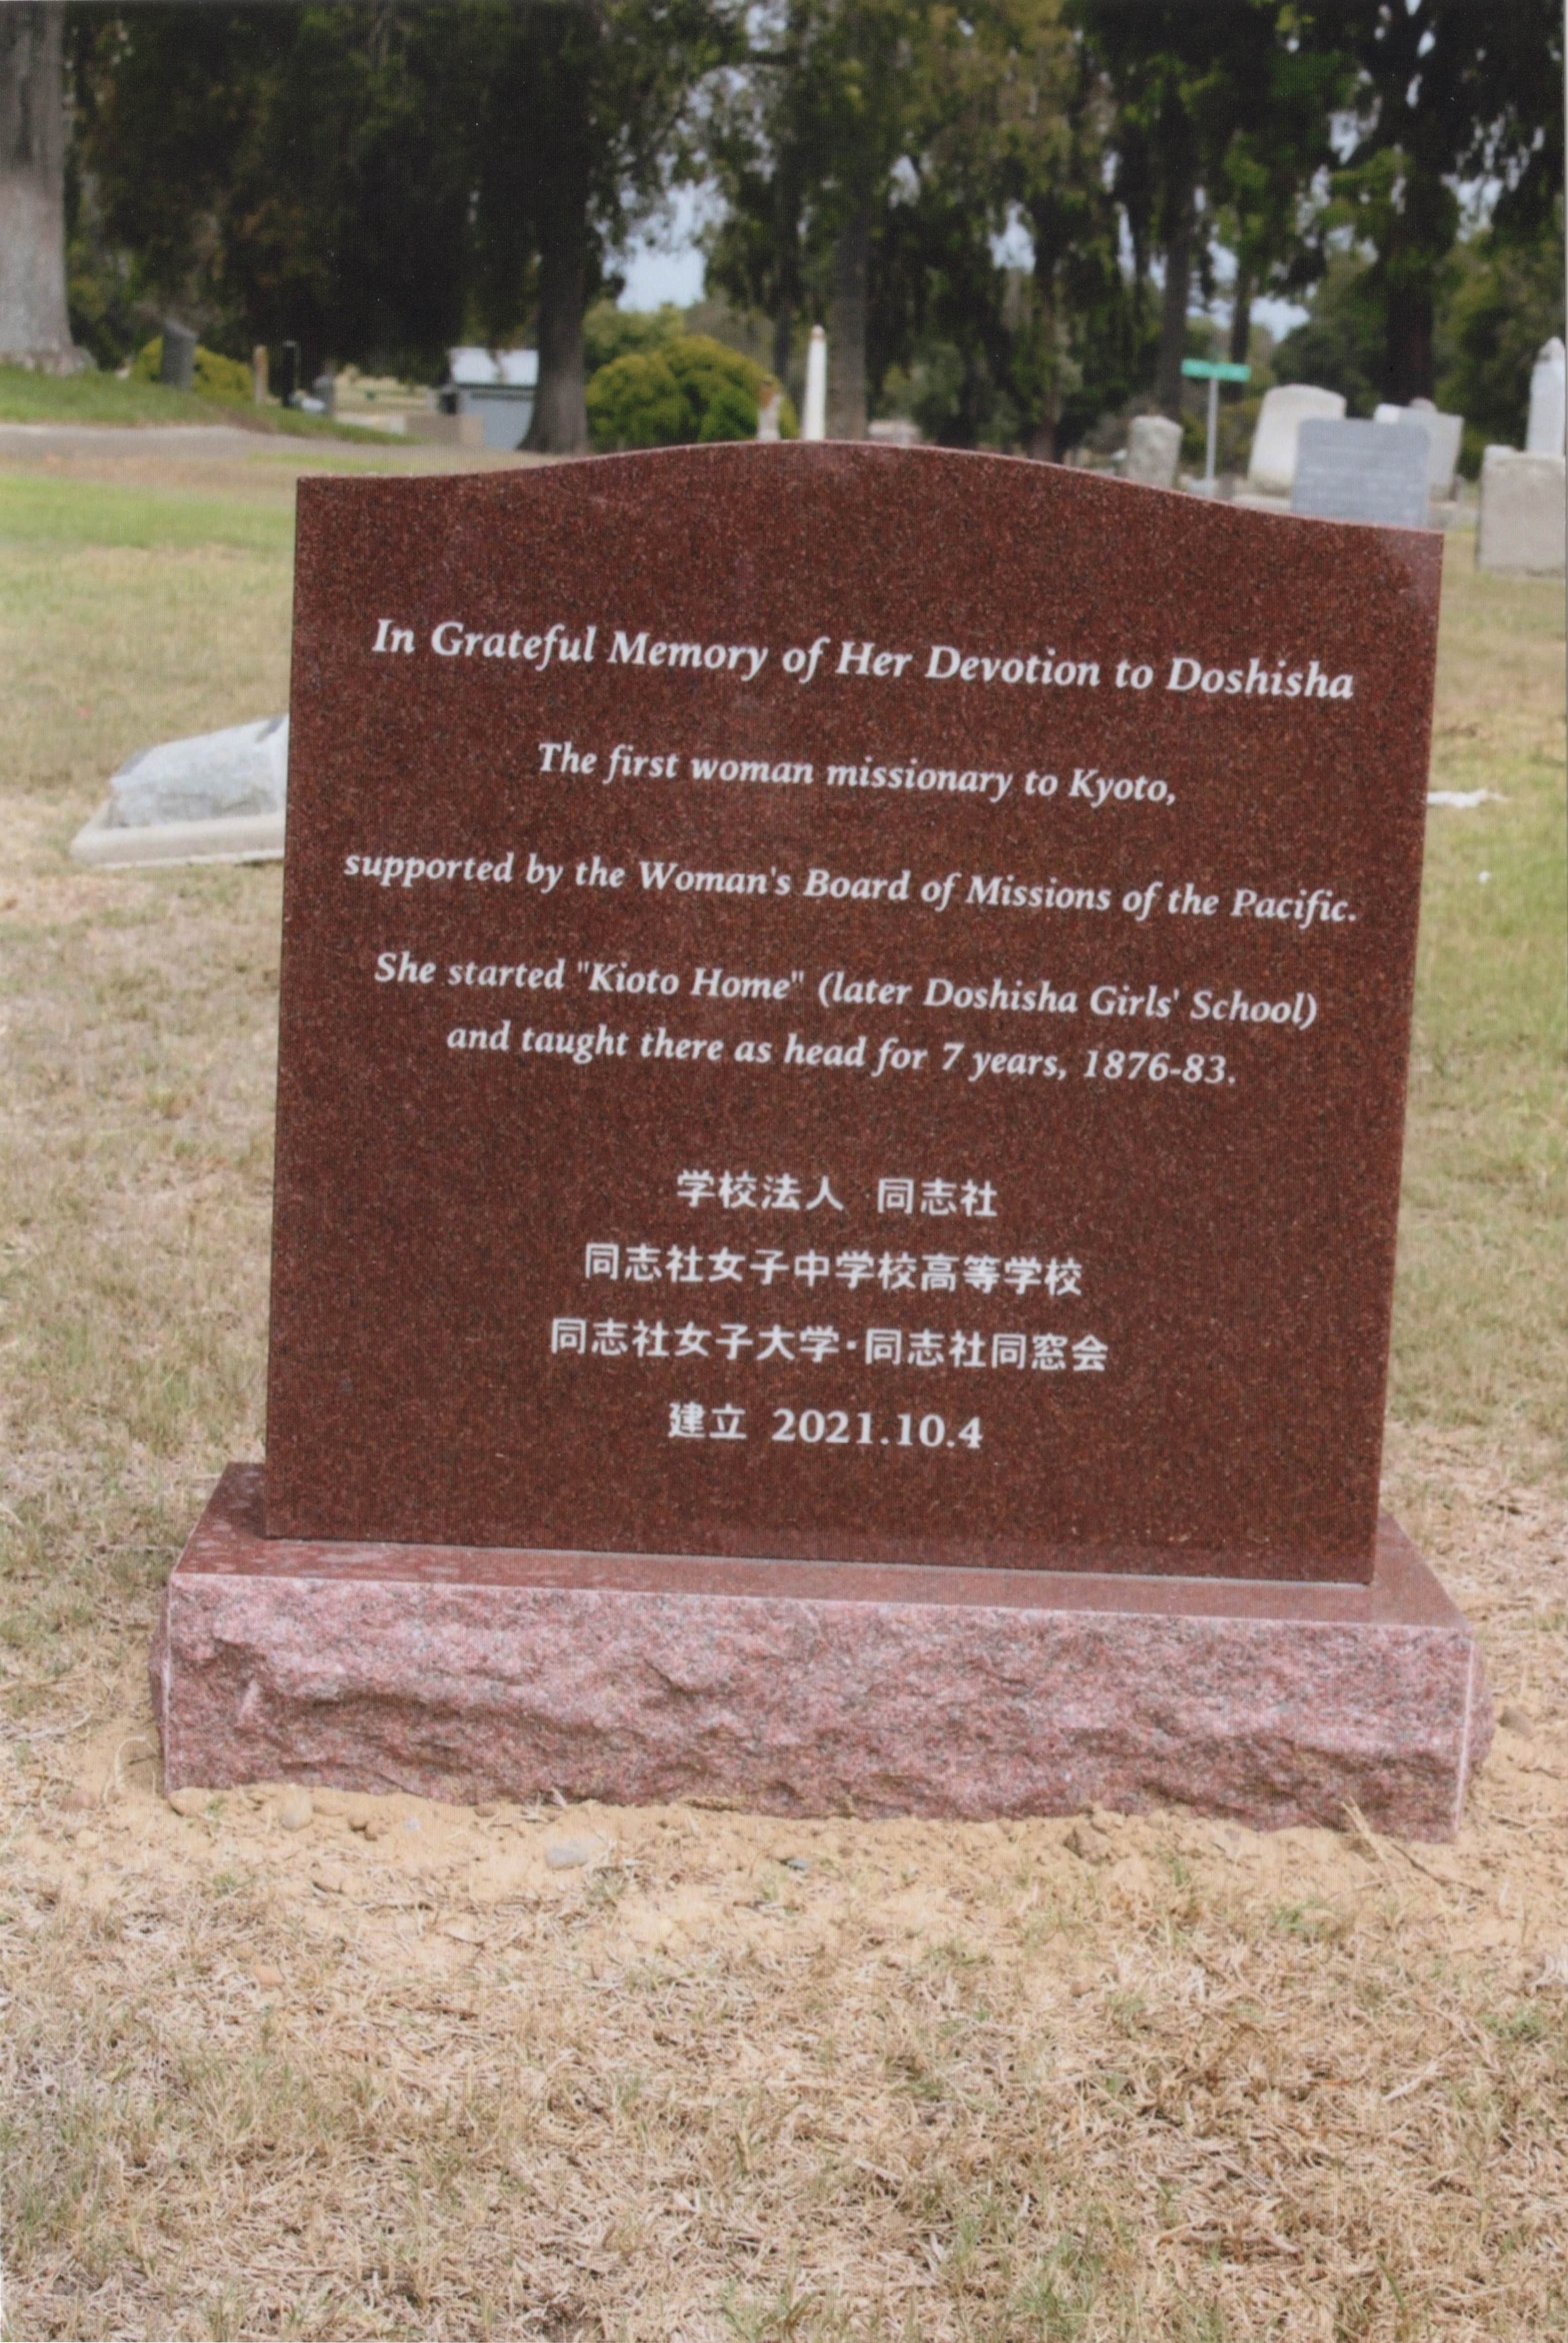 In Grateful Memory of Her Devotion to Doshisha
The first woman missionary to Kyoto,
supported by the Woman's Board of Missions of the Pacific.
She started "Kioto Home" (later Doshisha Girls' School)
and taught there as head for 7 years, 1876-83.
学校法人 同志社
同志社女子中学校高等学校
同志社女子大学・同志社同窓会
建立 2021.10.4